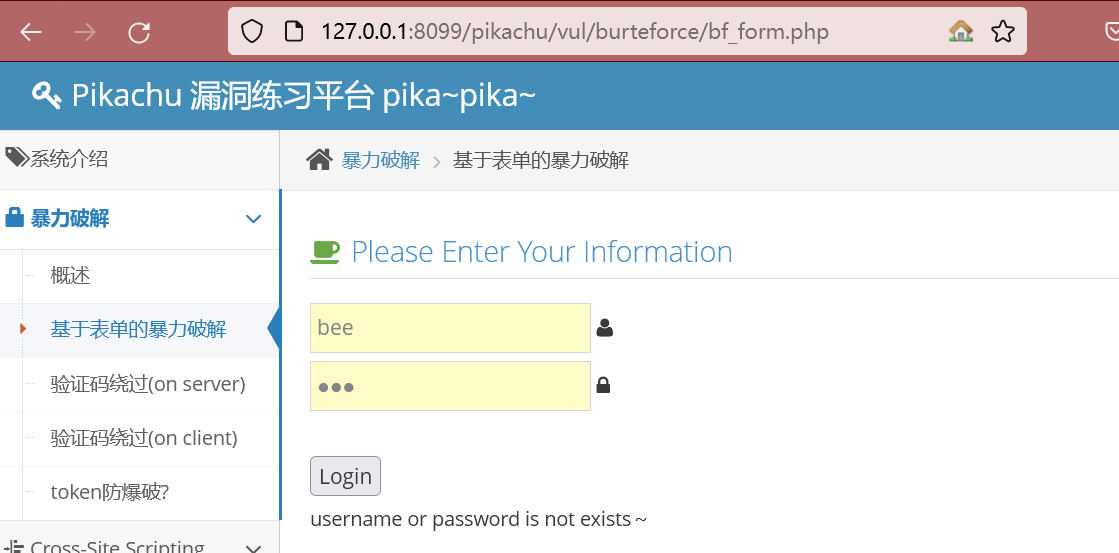 127.0.0.1:8099/pikachu/vul/burteforce/bf_form.php
Pikachu 漏洞练习平台 pika~pika~
系统介绍
暴力破解 > 基于表单的暴力破解
暴力破解
概述
基于表单的暴力破解
验证码绕过(on server)
验证码绕过(on client)
token防爆破?
Cross-Site Scripting
Please Enter Your Information
bee
●●●
Login
username or password is not exists～